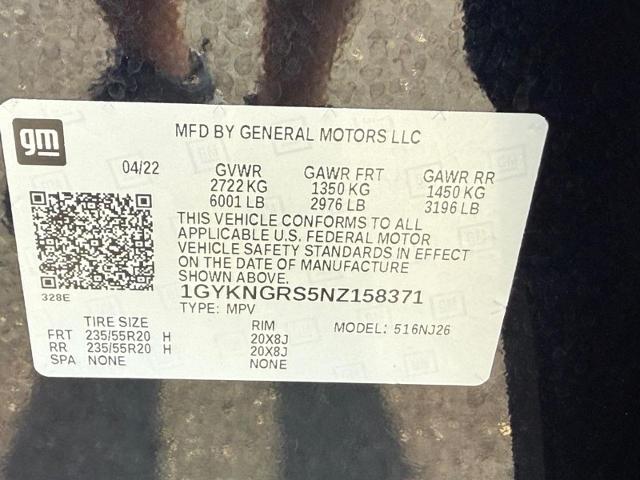 gm
MFD BY GENERAL MOTORS LLC
04/22 GVWR GAWR FRT GAWR RR
2722 KG 1350 KG 1450 KG
6001 LB 2976 LB 3196 LB
THIS VEHICLE CONFORMS TO ALL
APPLICABLE U.S. FEDERAL MOTOR
VEHICLE SAFETY STANDARDS IN EFFECT
ON THE DATE OF MANUFACTURE
SHOWN ABOVE.
328E
1GYKNGRS5NZ158371
TYPE: MPV
TIRE SIZE RIM MODEL: 516NJ26
FRT 235/55R20 H 20X8J
RR 235/55R20 H 20X8J
SPA NONE NONE